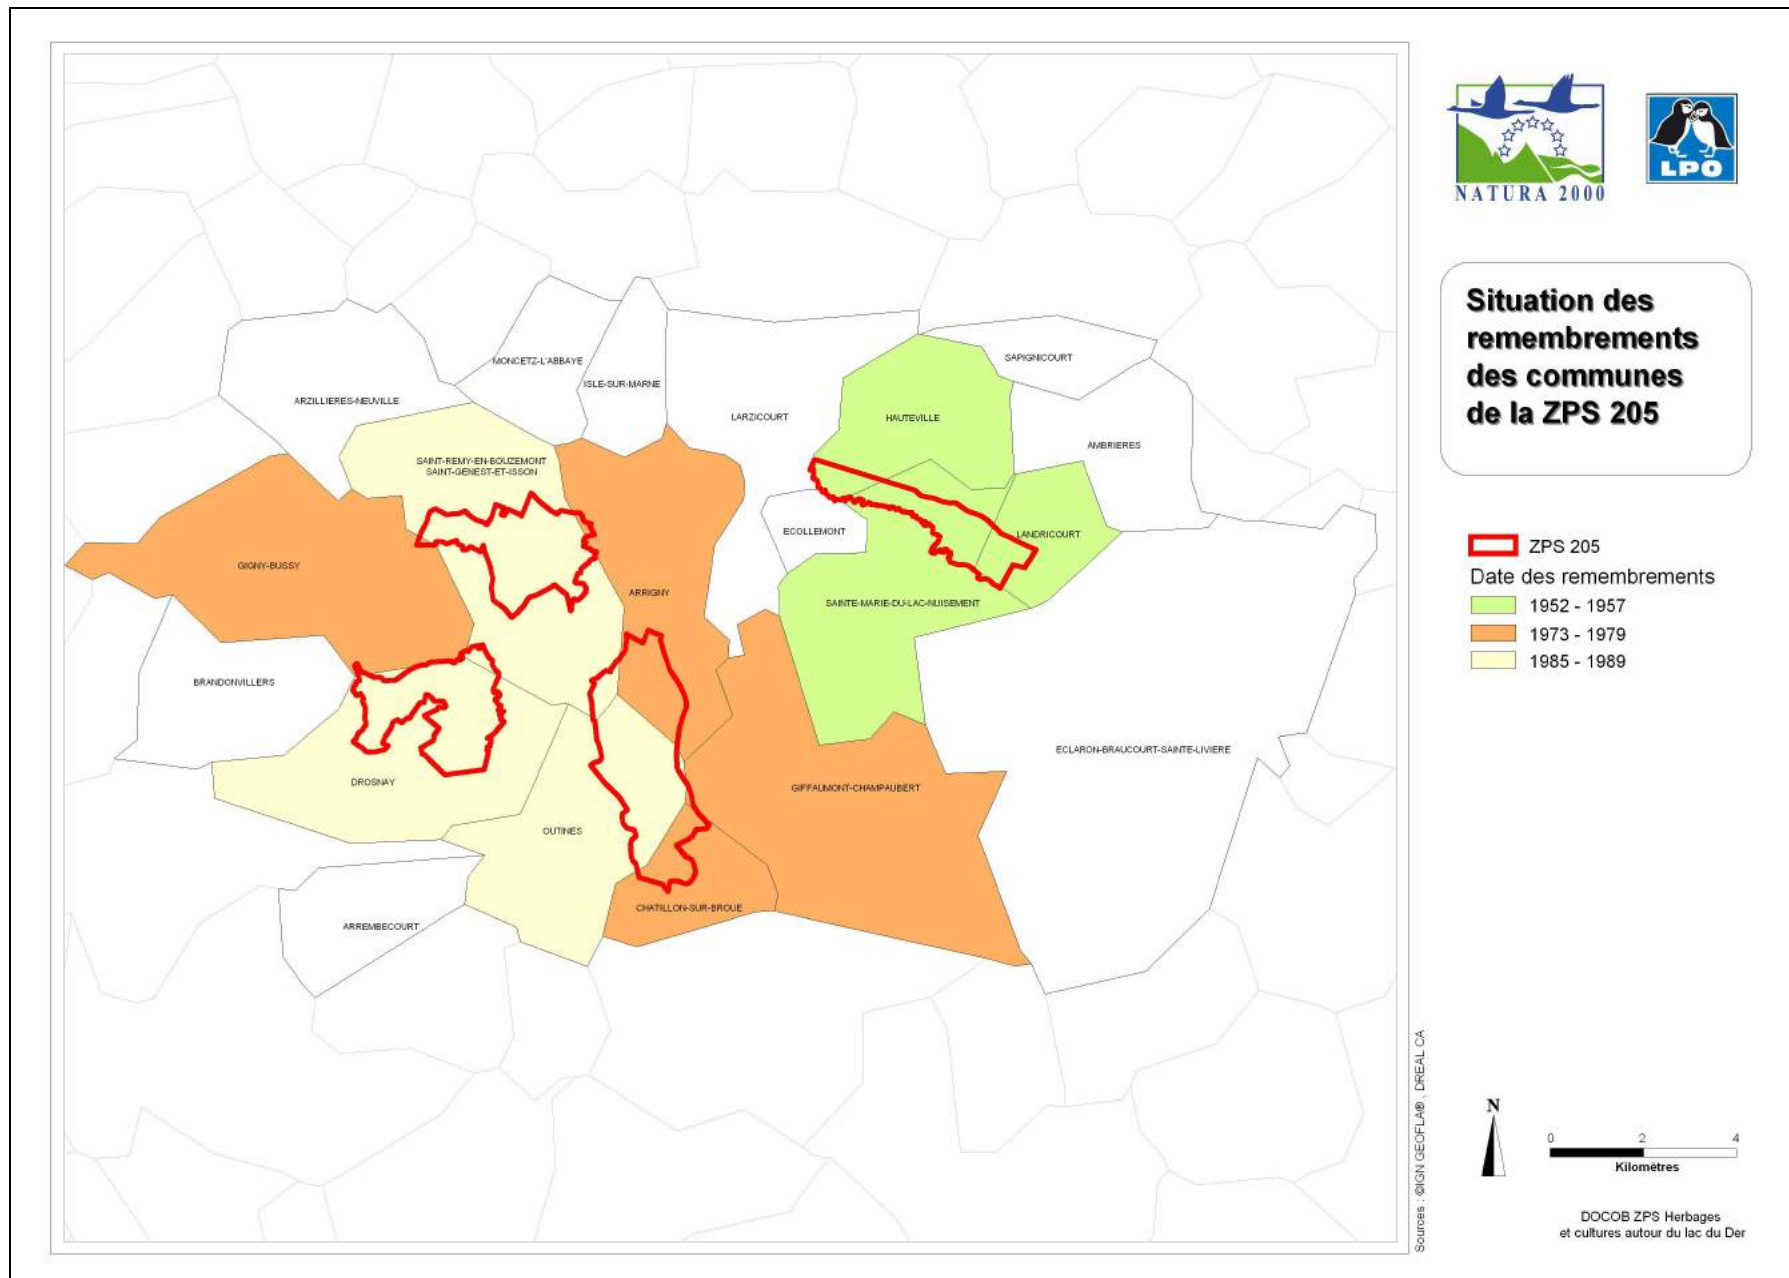 NATURA 2000
LPO
Situation des
remembrements
des communes
de la ZPS 205
ZPS 205
Date des remembrements
1952 - 1957
1973 - 1979
1985 - 1989
MONCETZ-L'ABBAYE
ISLE-SUR-MARNE
SAPIGNICOURT
ARZILLIERES-NEUVILLE
LARZICOURT
HAUTEVILLE
AMBRIERES
SAINT-REMY-EN-BOUZEMONT
SAINT-GENEST-ET-ISSON
ECOLLEMONT
LANDRICOURT
GIGNY-BUSSY
ARRIGNY
SAINTE-MARIE-DU-LAC-NUISEMENT
BRANDONVILLERS
ECLARON-BRAUCOURT-SAINTE-LIVIERE
DROSNAY
GIFFAUMONT-CHAMPAUBERT
OUTINES
CHATILLON-SUR-BROUE
ARREMBECOURT
Sources : ©IGN GEOFLA®, DREAL CA
N
0 2 4
Kilomètres
DOCOB ZPS Herbages
et cultures autour du lac du Der